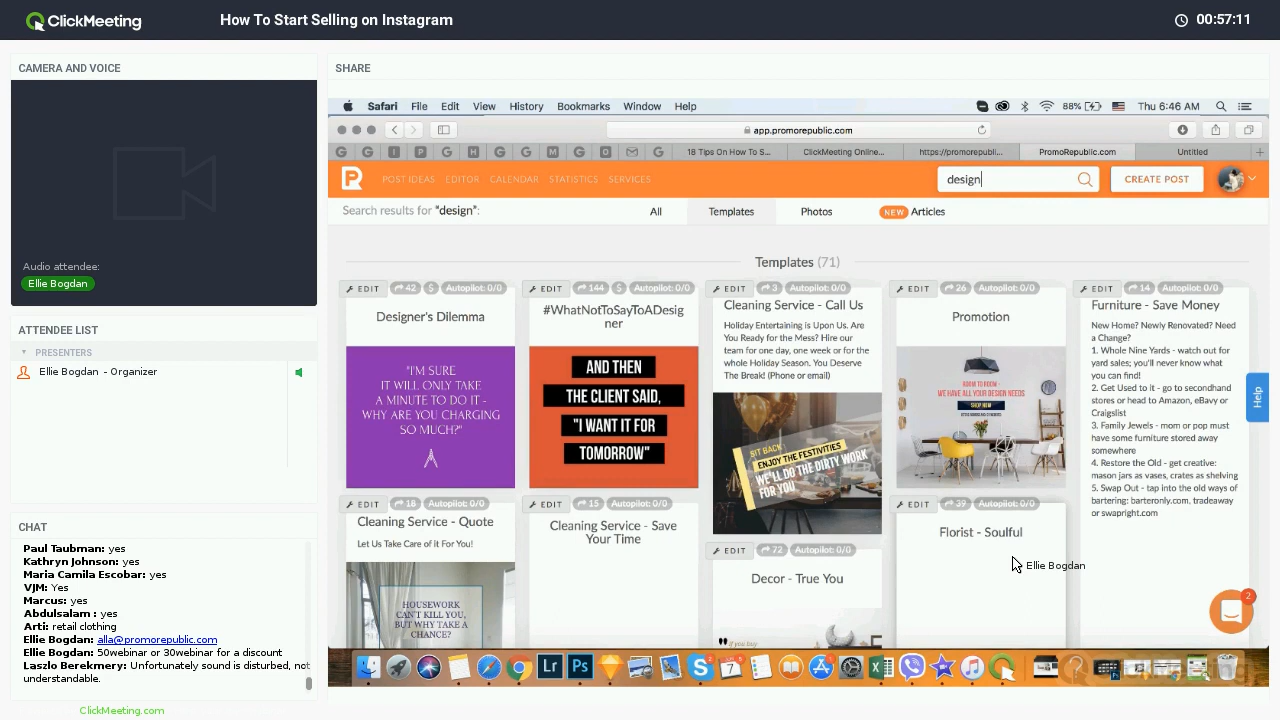 ClickMeeting
How To Start Selling on Instagram
00:57:11
CAMERA AND VOICE
Audio attendee:
Ellie Bogdan
ATTENDEE LIST
PRESENTERS
Ellie Bogdan - Organizer
CHAT
Paul Taubman: yes
Kathryn Johnson: yes
Maria Camila Escobar: yes
VJM: Yes
Marcus: yes
Abdulsalam : yes
Arti: retail clothing
Ellie Bogdan: alla@promorepublic.com
Ellie Bogdan: 50webinar or 30webinar for a discount
Laszlo Berekmery: Unfortunately sound is disturbed, not
understandable.
ClickMeeting.com
SHARE
Safari File Edit View History Bookmarks Window Help
88% Thu 6:46 AM
app.promorepublic.com
18 Tips On How To S... ClickMeeting Online... https://promorepubli... PromoRepublic.com Untitled
POST IDEAS EDITOR CALENDAR STATISTICS SERVICES
design
CREATE POST
Search results for "design":
All Templates Photos NEW Articles
Templates (71)
EDIT 42 $ Autopilot: 0/0
Designer's Dilemma
"I'M SURE
IT WILL ONLY TAKE
A MINUTE TO DO IT -
WHY ARE YOU CHARGING
SO MUCH?"
EDIT 144 $ Autopilot: 0/0
#WhatNotSayToADesig
ner
AND THEN
THE CLIENT SAID,
"I WANT IT FOR
TOMORROW"
EDIT 3 Autopilot: 0/0
Cleaning Service - Call Us
Holiday Entertaining is Upon Us. Are
You Ready for the Mess? Hire our
team for one day, one week or for the
whole Holiday Season. You Deserve
The Break! (Phone or email)
SIT BACK
ENJOY THE FESTIVITIES
WE'LL DO THE DIRTY WORK
FOR YOU
EDIT 26 Autopilot: 0/0
Promotion
ROOM TO ROOM -
WE HAVE ALL YOUR DESIGN NEEDS
SHOP NOW
EDIT 14 Autopilot: 0/0
Furniture - Save Money
New Home? Newly Renovated? Need
a Change?
1. Whole Nine Yards - watch out for
yard sales; you'll never know what
you can find!
2. Get Used to it - go to secondhand
stores or head to Amazon, eBavy or
Craigslist
3. Family Jewels - mom or pop must
have some furniture stored away
somewhere
4. Restore the Old - get creative:
mason jars as vases, crates as shelving
5. Swap Out - tap into the old ways of
bartering: barteronly.com, tradeaway
or swapright.com
EDIT 18 Autopilot: 0/0
Cleaning Service - Quote
Let Us Take Care of it For You!
HOUSEWORK
CAN'T KILL YOU,
BUT WHY TAKE A
CHANCE?
EDIT 15 Autopilot: 0/0
Cleaning Service - Save
Your Time
EDIT 72 Autopilot: 0/0
Decor - True You
if you buy
EDIT 39 Autopilot: 0/0
Florist - Soulful
Ellie Bogdan
Help
2